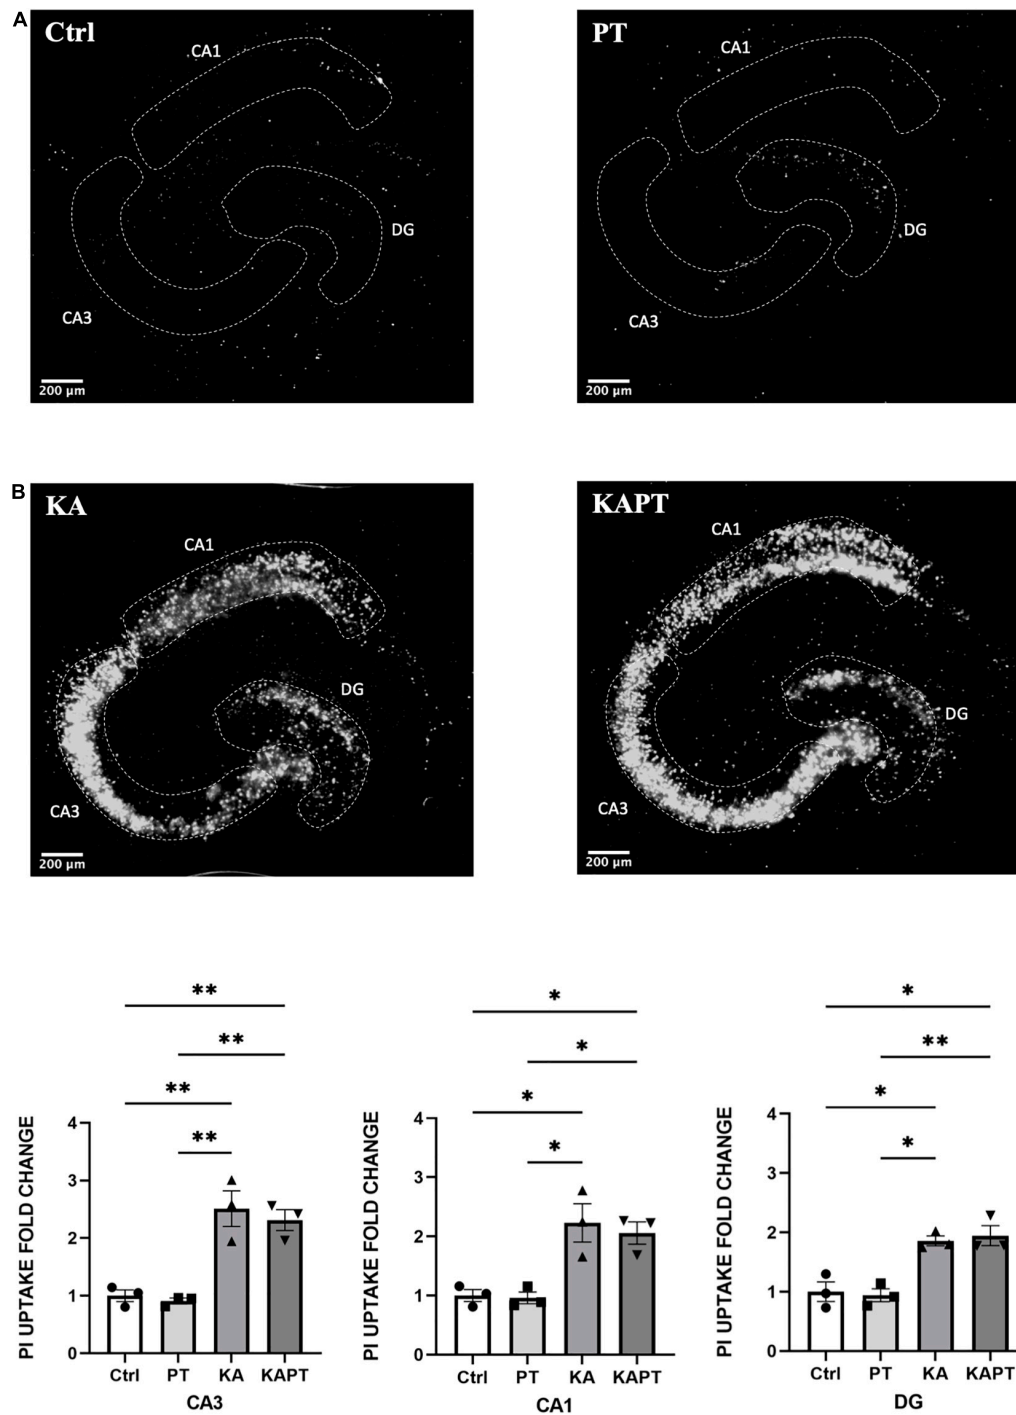 A
Ctrl
CA1
DG
CA3
200 µm
PT
CA1
DG
CA3
200 µm
B
KA
CA1
DG
CA3
200 µm
KAPT
CA1
DG
CA3
200 µm
**
**
**
**
PI UPTAKE FOLD CHANGE
4
3
2
1
0
Ctrl PT KA KAPT
CA3
*
*
*
*
PI UPTAKE FOLD CHANGE
4
3
2
1
0
Ctrl PT KA KAPT
CA1
*
**
*
*
PI UPTAKE FOLD CHANGE
4
3
2
1
0
Ctrl PT KA KAPT
DG